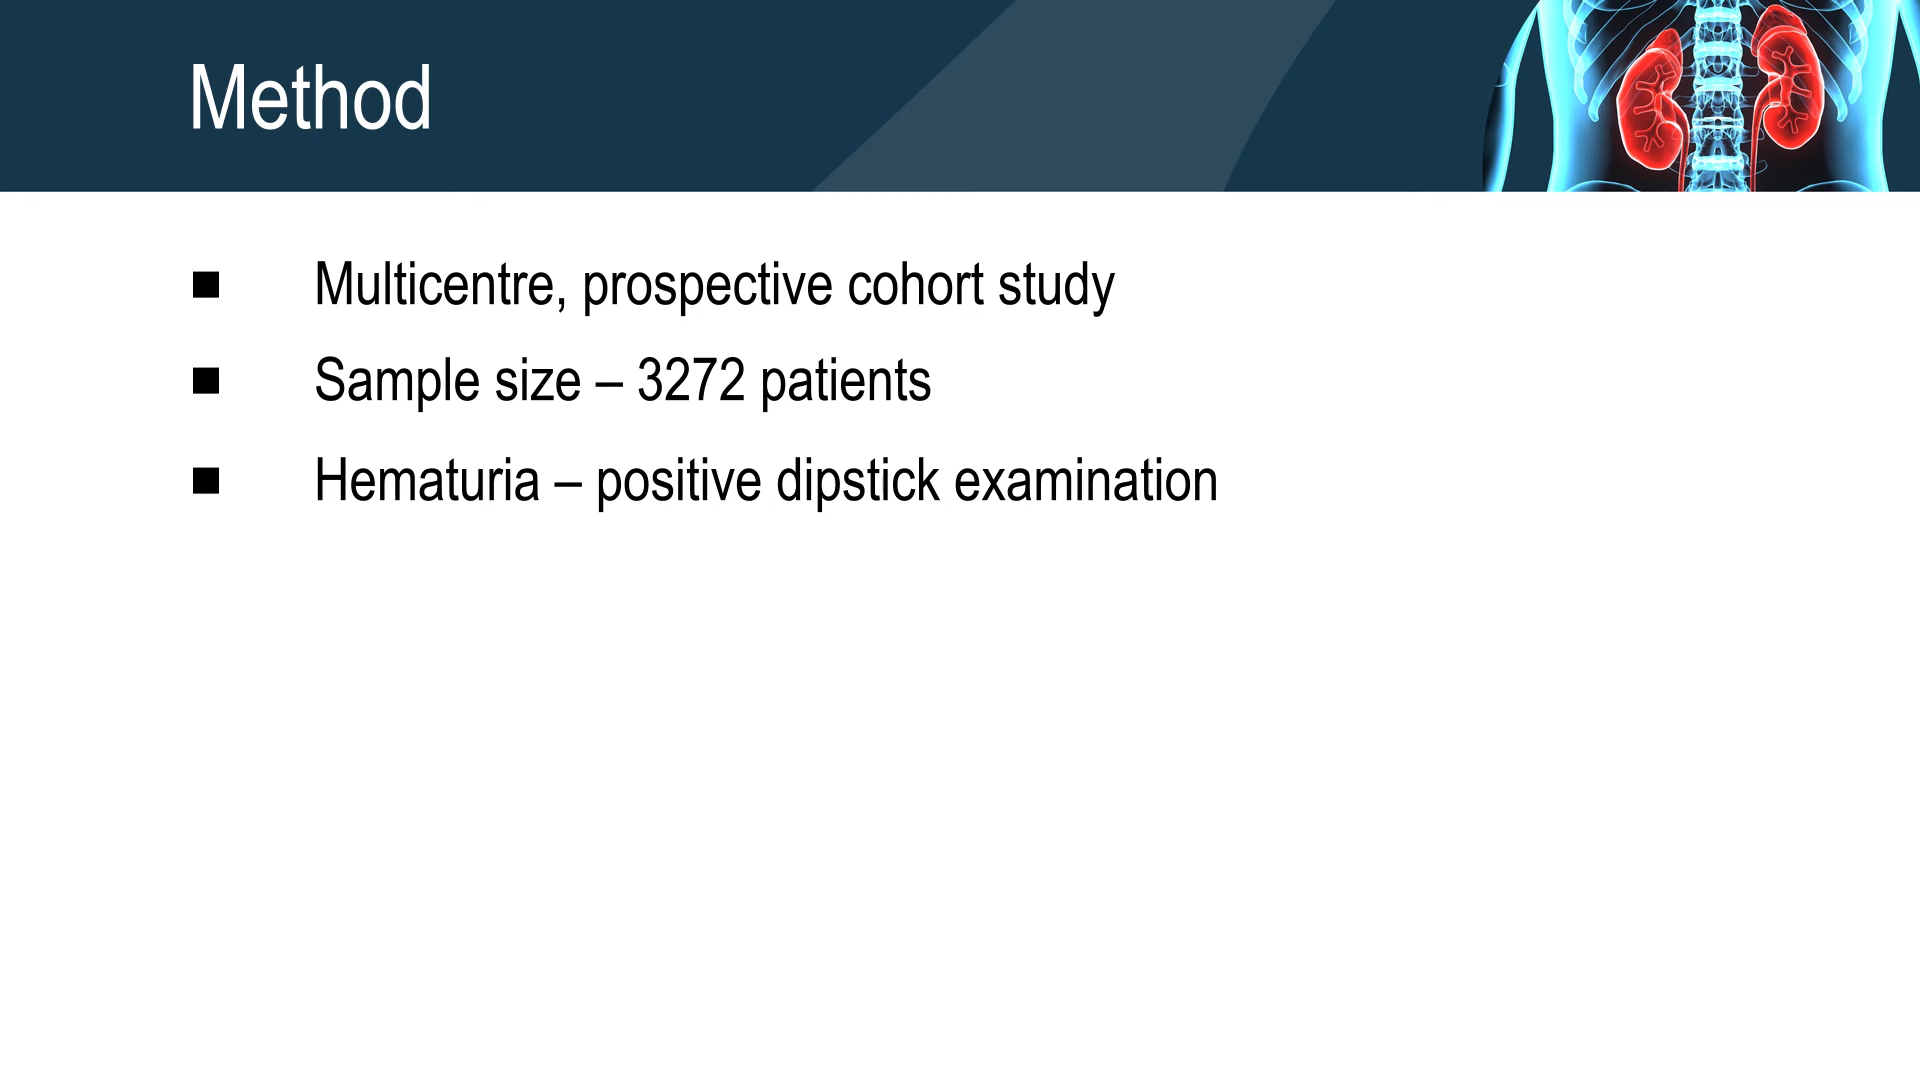 Method
■ Multicentre, prospective cohort study
■ Sample size – 3272 patients
■ Hematuria – positive dipstick examination